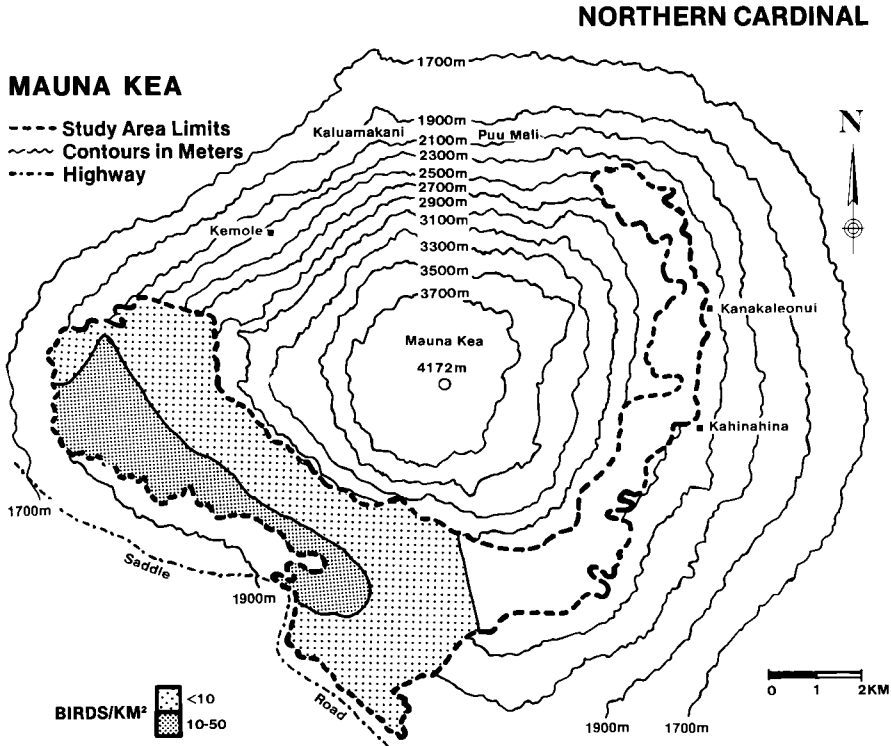 NORTHERN CARDINAL
MAUNA KEA
Study Area Limits
Contours in Meters
Highway
1700m
1900m
Kaluamakani
2100m
Puu Mali
2300m
2500m
2700m
2900m
Kemole
3100m
3300m
3500m
3700m
N
Kanakaleonui
Mauna Kea
4172m
Kahinahina
1700m
Saddle
1900m
Road
BIRDS/KM²
<10
10-50
0 1 2KM
1900m
1700m